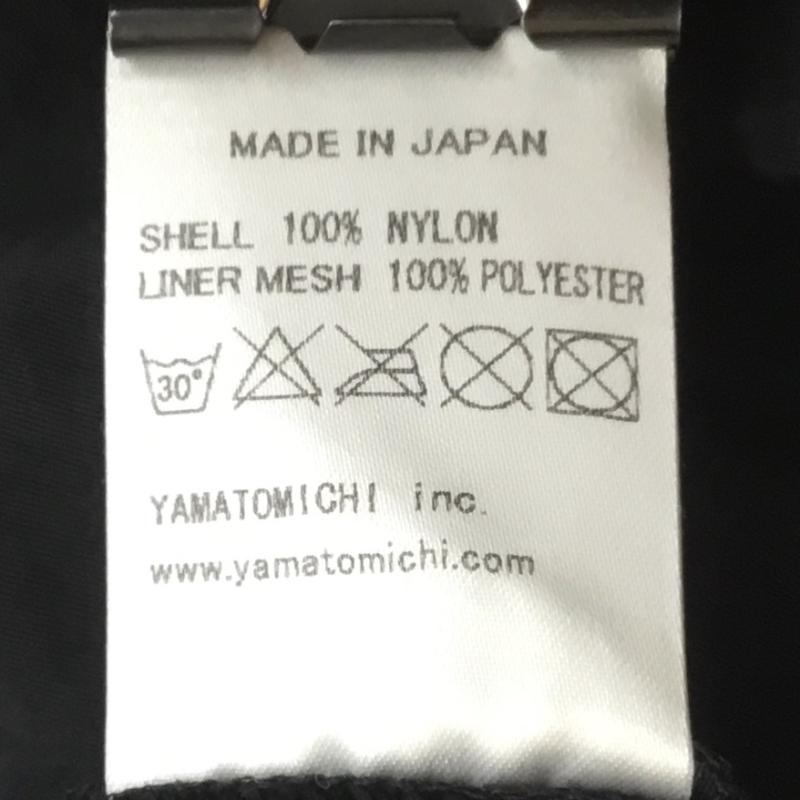 MADE IN JAPAN
SHELL 100% NYLON
LINER MESH 100% POLYESTER
30°
YAMATOMICHI inc.
www.yamatomichi.com